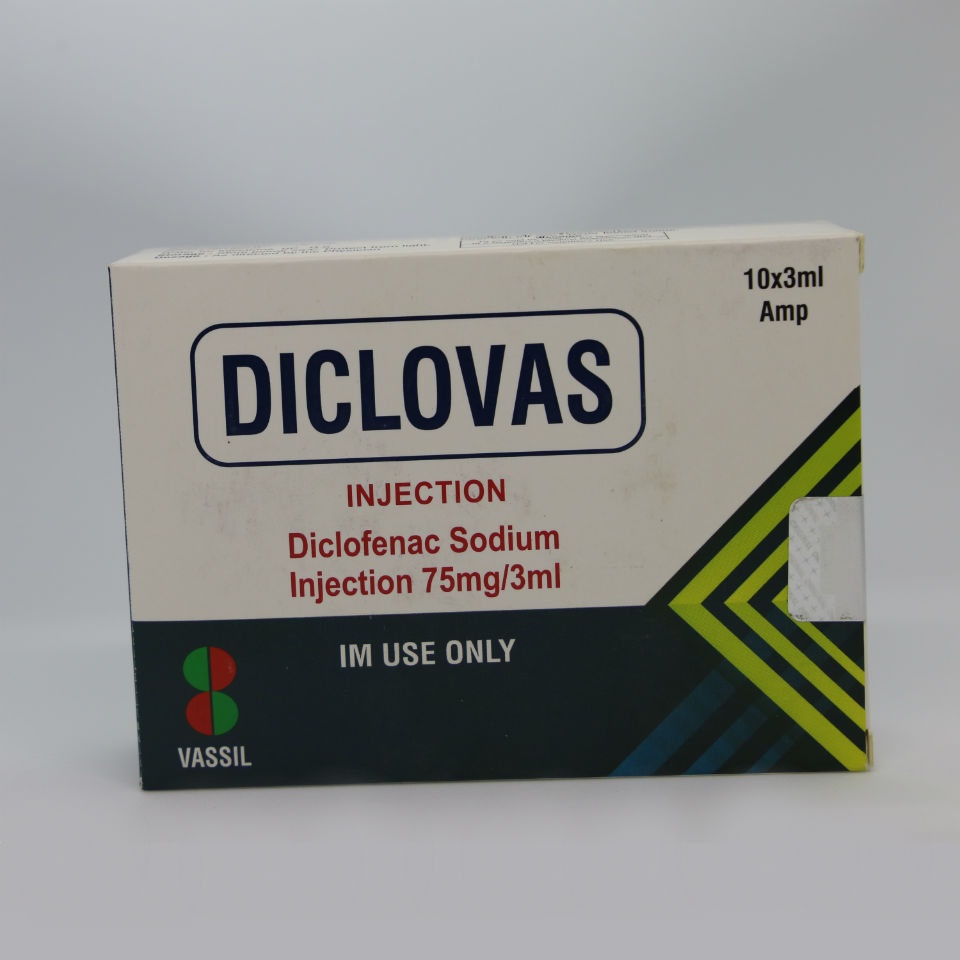 10x3ml
Amp
DICLOVAS
INJECTION
Diclofenac Sodium
Injection 75mg/3ml
IM USE ONLY
VASSIL